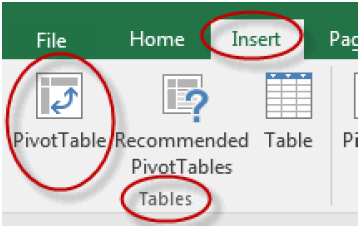 File Home Insert Pag
PivotTable Recommended Table Pi
PivotTables
Tables